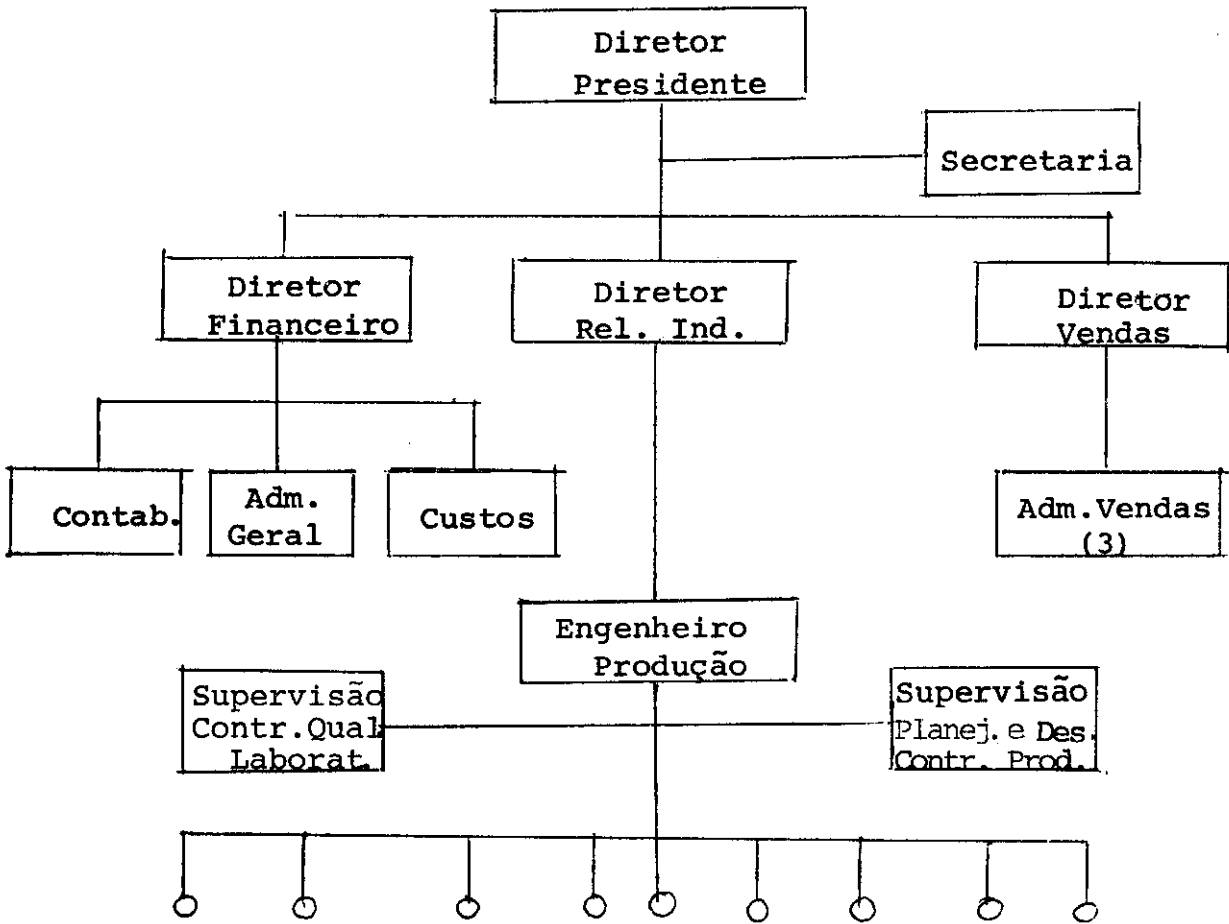 Diretor
Presidente
Secretaria
Diretor
Financeiro
Diretor
Rel. Ind.
Diretor
Vendas
Contab.
Adm.
Geral
Custos
Adm.Vendas
(3)
Engenheiro
Produção
Supervisão
Contr.Qual
Laborat.
Supervisão
Planej. e Des.
Contr. Prod.